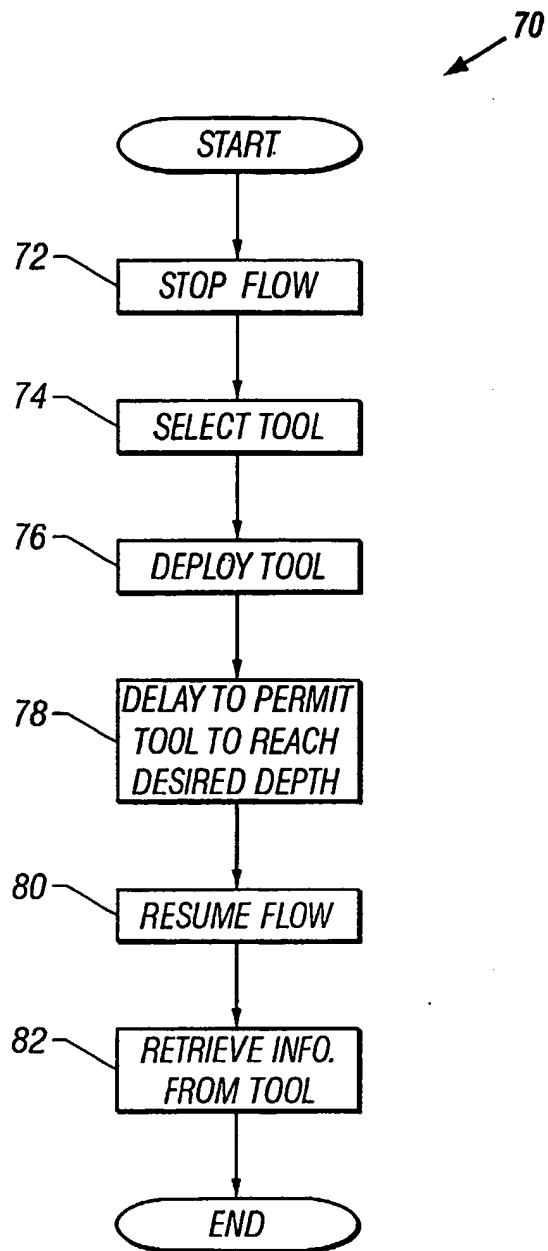 70
START
72
STOP FLOW
74
SELECT TOOL
76
DEPLOY TOOL
78
DELAY TO PERMIT
TOOL TO REACH
DESIRED DEPTH
80
RESUME FLOW
82
RETRIEVE INFO.
FROM TOOL
END